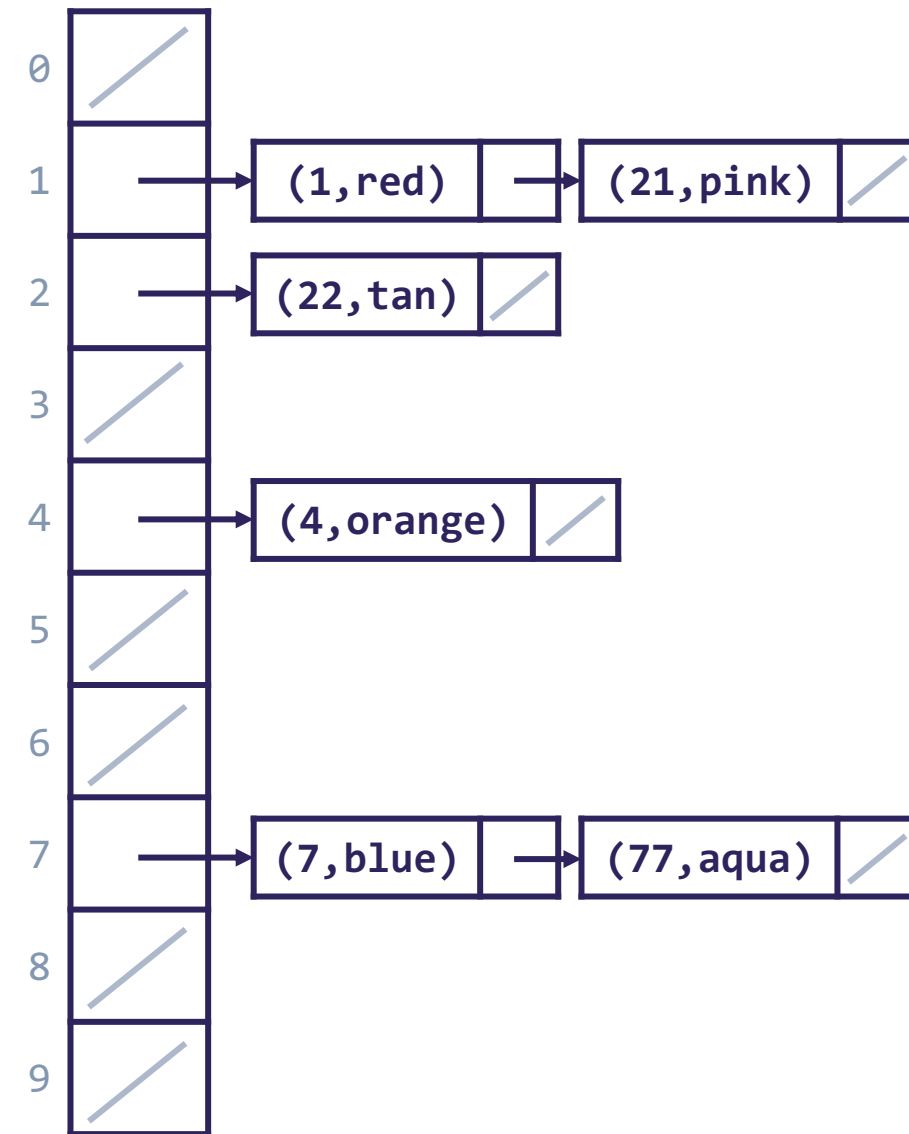 0
1 (1,red) (21,pink)
2 (22,tan)
3
4 (4,orange)
5
6
7 (7,blue) (77,aqua)
8
9